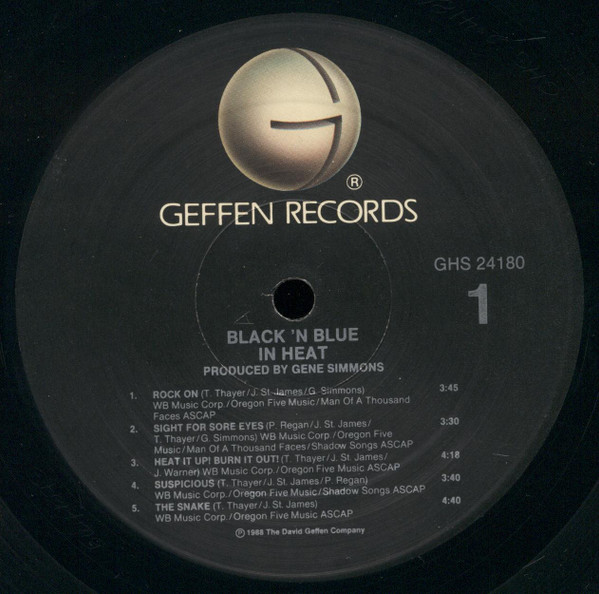 G
®
GEFFEN RECORDS
GHS 24180
1
BLACK 'N BLUE
IN HEAT
PRODUCED BY GENE SIMMONS
1. ROCK ON (T. Thayer/J. St. James/G. Simmons) 3:45
WB Music Corp./Oregon Five Music/Man Of A Thousand
Faces ASCAP
2. SIGHT FOR SORE EYES (P. Regan/J. St. James/ 3:30
T. Thayer/G. Simmons) WB Music Corp./Oregon Five
Music/Man Of A Thousand Faces/Shadow Songs ASCAP
3. HEAT IT UP! BURN IT OUT! (T. Thayer/J. St. James/ 4:18
J. Warner) WB Music Corp./Oregon Five Music ASCAP
4. SUSPICIOUS (T. Thayer/J. St. James/P. Regan) 3:40
WB Music Corp./Oregon Five Music/Shadow Songs ASCAP
5. THE SNAKE (T. Thayer/J. St. James) 4:40
WB Music Corp./Oregon Five Music ASCAP
℗ 1988 The David Geffen Company